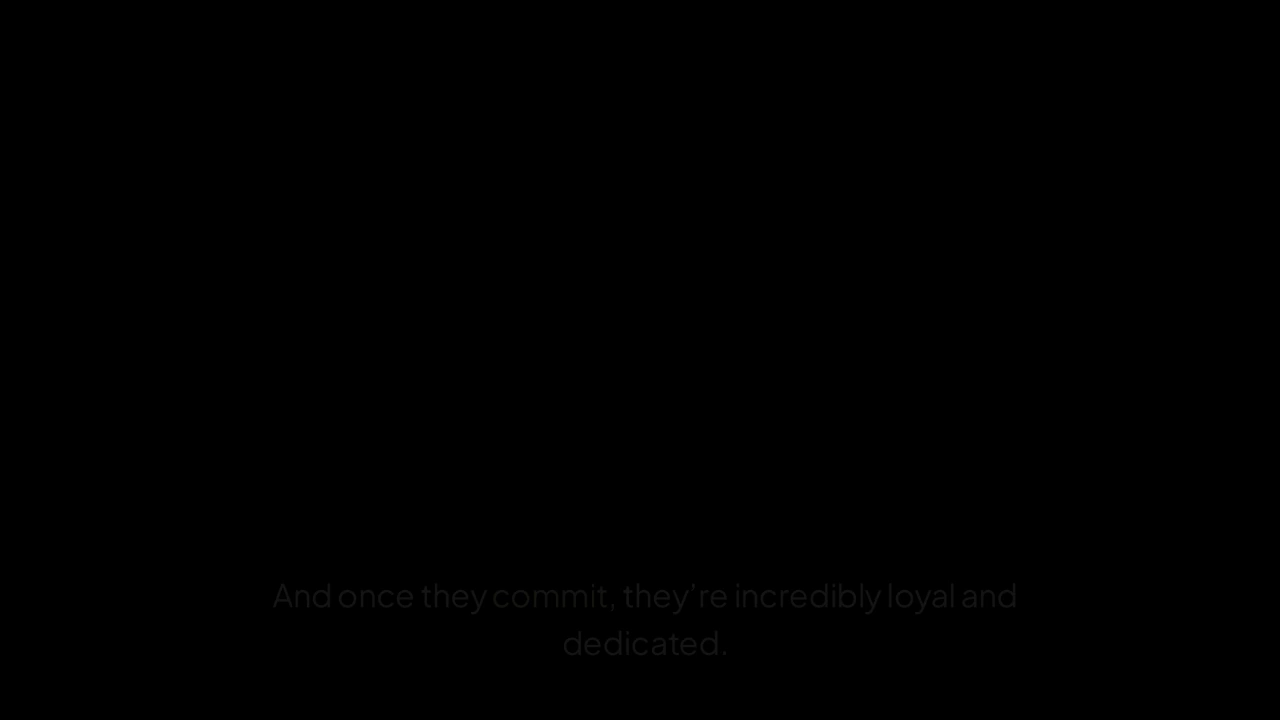 And once they commit, they’re incredibly loyal and
dedicated.